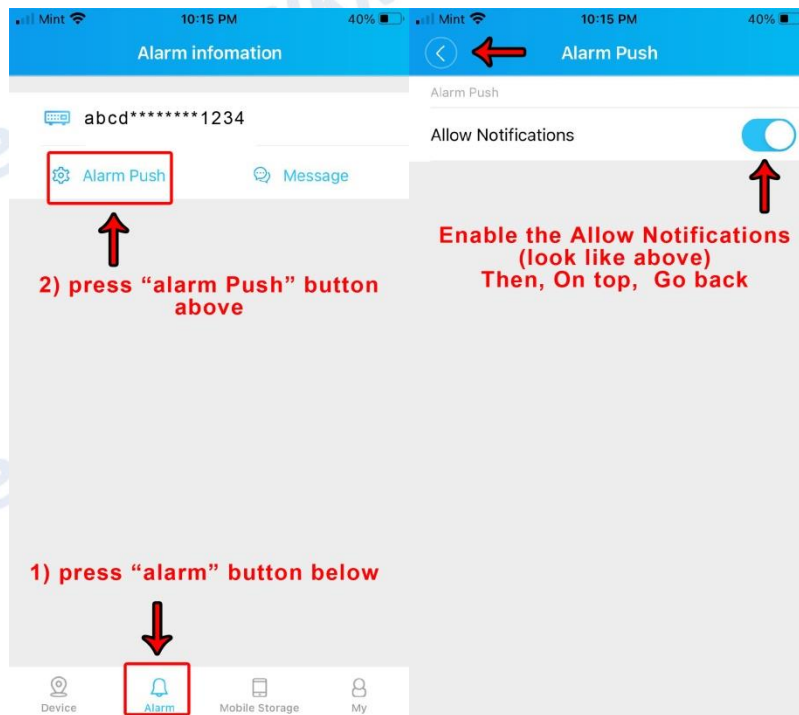 Mint 10:15 PM 40%
Alarm infomation
abcd********1234
Alarm Push Message
2) press “alarm Push” button
above
1) press “alarm” button below
Device Alarm Mobile Storage My
Mint 10:15 PM 40%
Alarm Push
Alarm Push
Allow Notifications
Enable the Allow Notifications
(look like above)
Then, On top, Go back